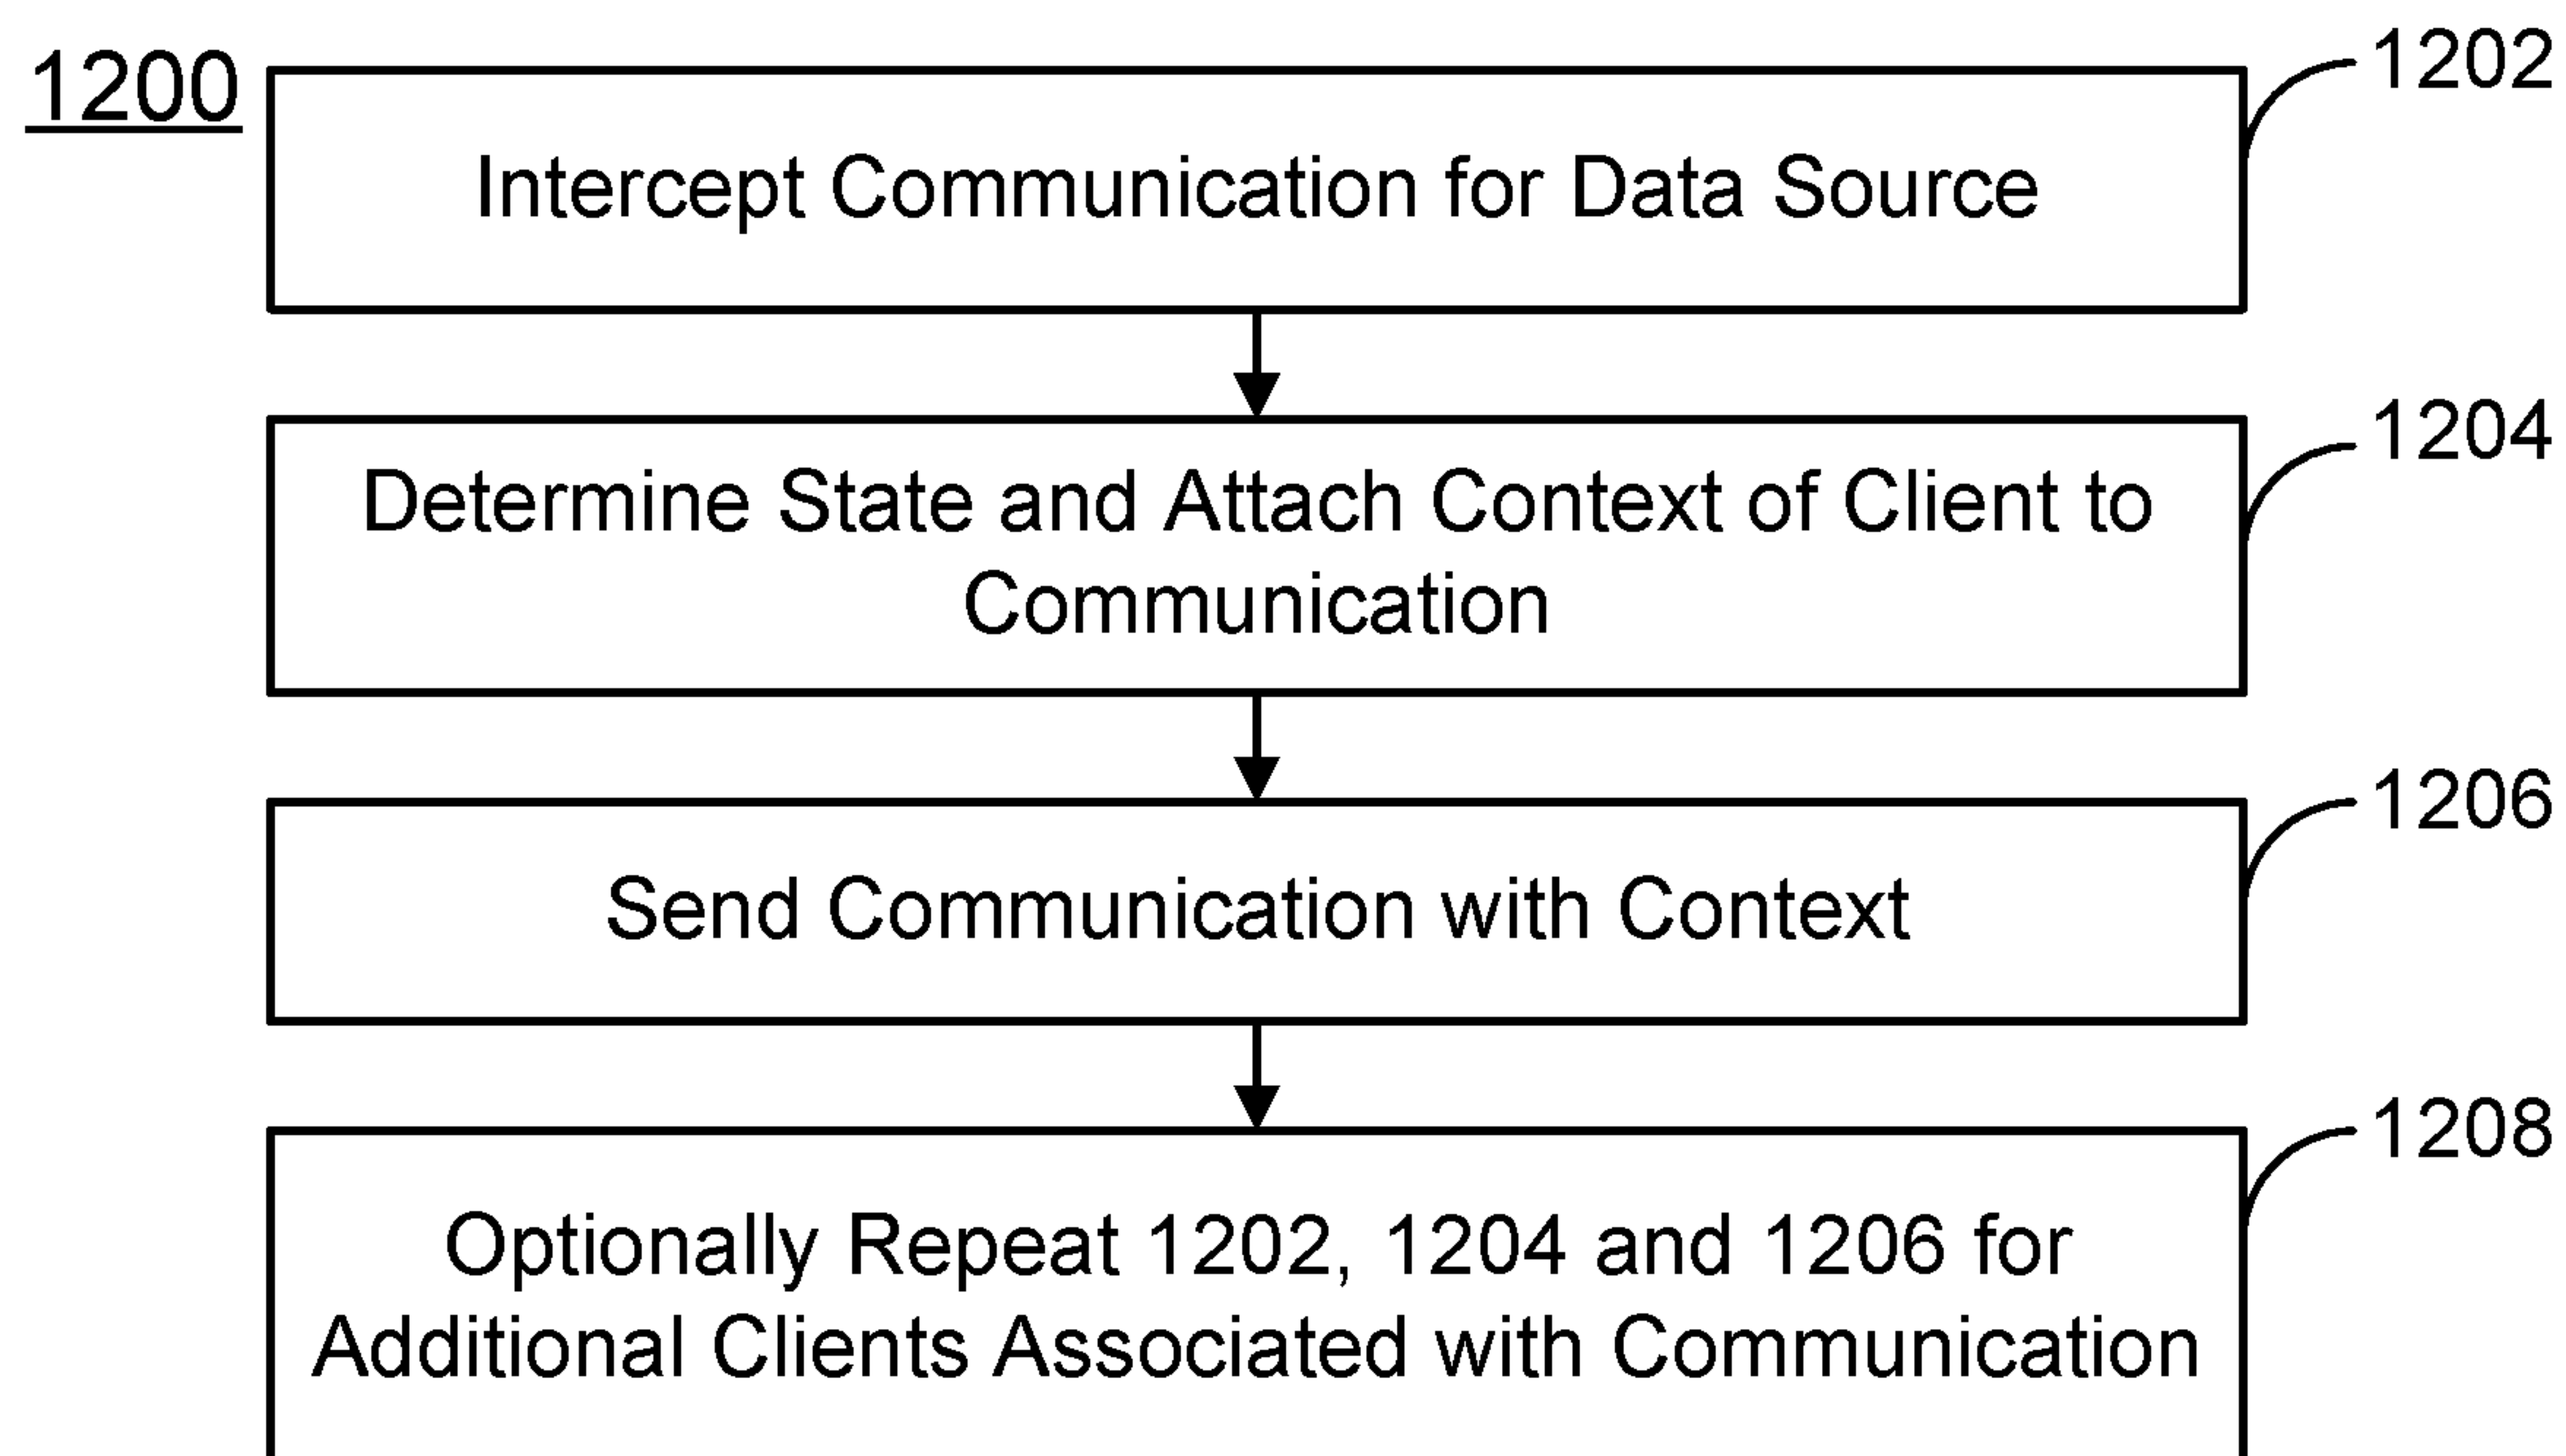 1200
1202
Intercept Communication for Data Source
1204
Determine State and Attach Context of Client to
Communication
1206
Send Communication with Context
1208
Optionally Repeat 1202, 1204 and 1206 for
Additional Clients Associated with Communication